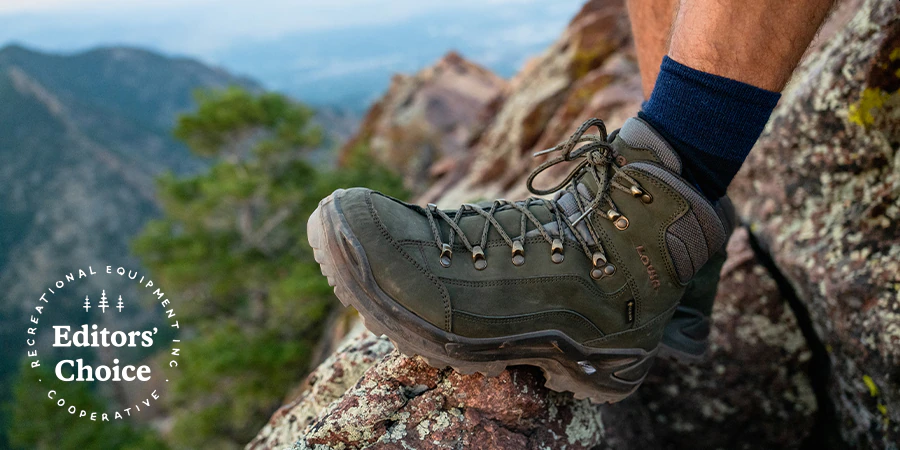 RECREATIONAL EQUIPMENT INC.
Editors'
Choice
COOPERATIVE
LOWA